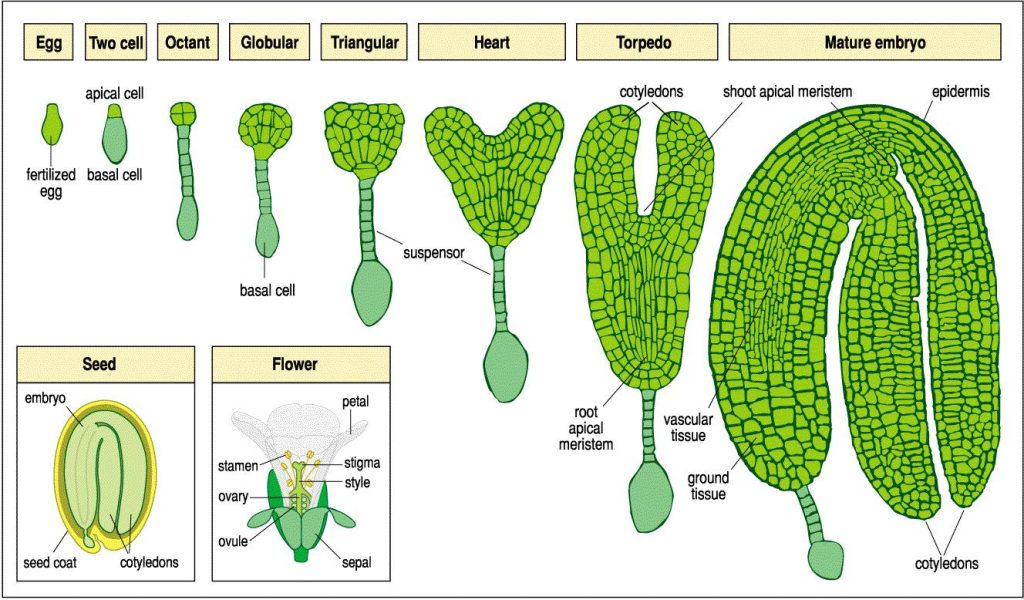 Egg
Two cell
Octant
Globular
Triangular
Heart
Torpedo
Mature embryo
apical cell
cotyledons
shoot apical meristem
epidermis
fertilized
egg
basal cell
suspensor
basal cell
Seed
Flower
embryo
petal
stamen
stigma
style
ovary
ovule
sepal
seed coat
cotyledons
root
apical
meristem
vascular
tissue
ground
tissue
cotyledons